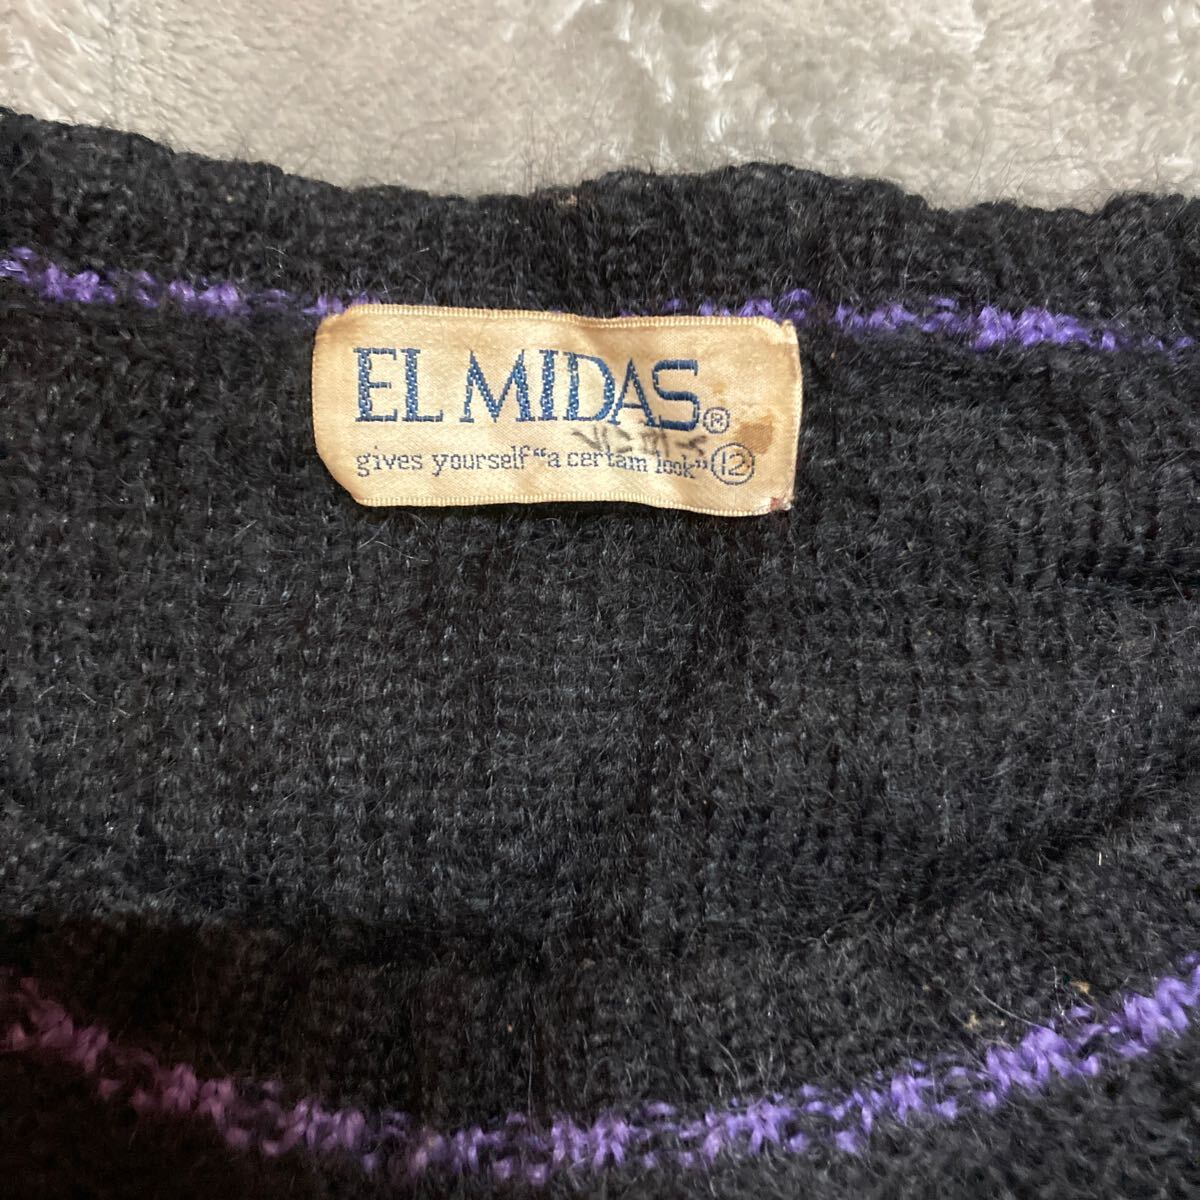 EL MIDAS®
gives yourself "a certain look" ⑫